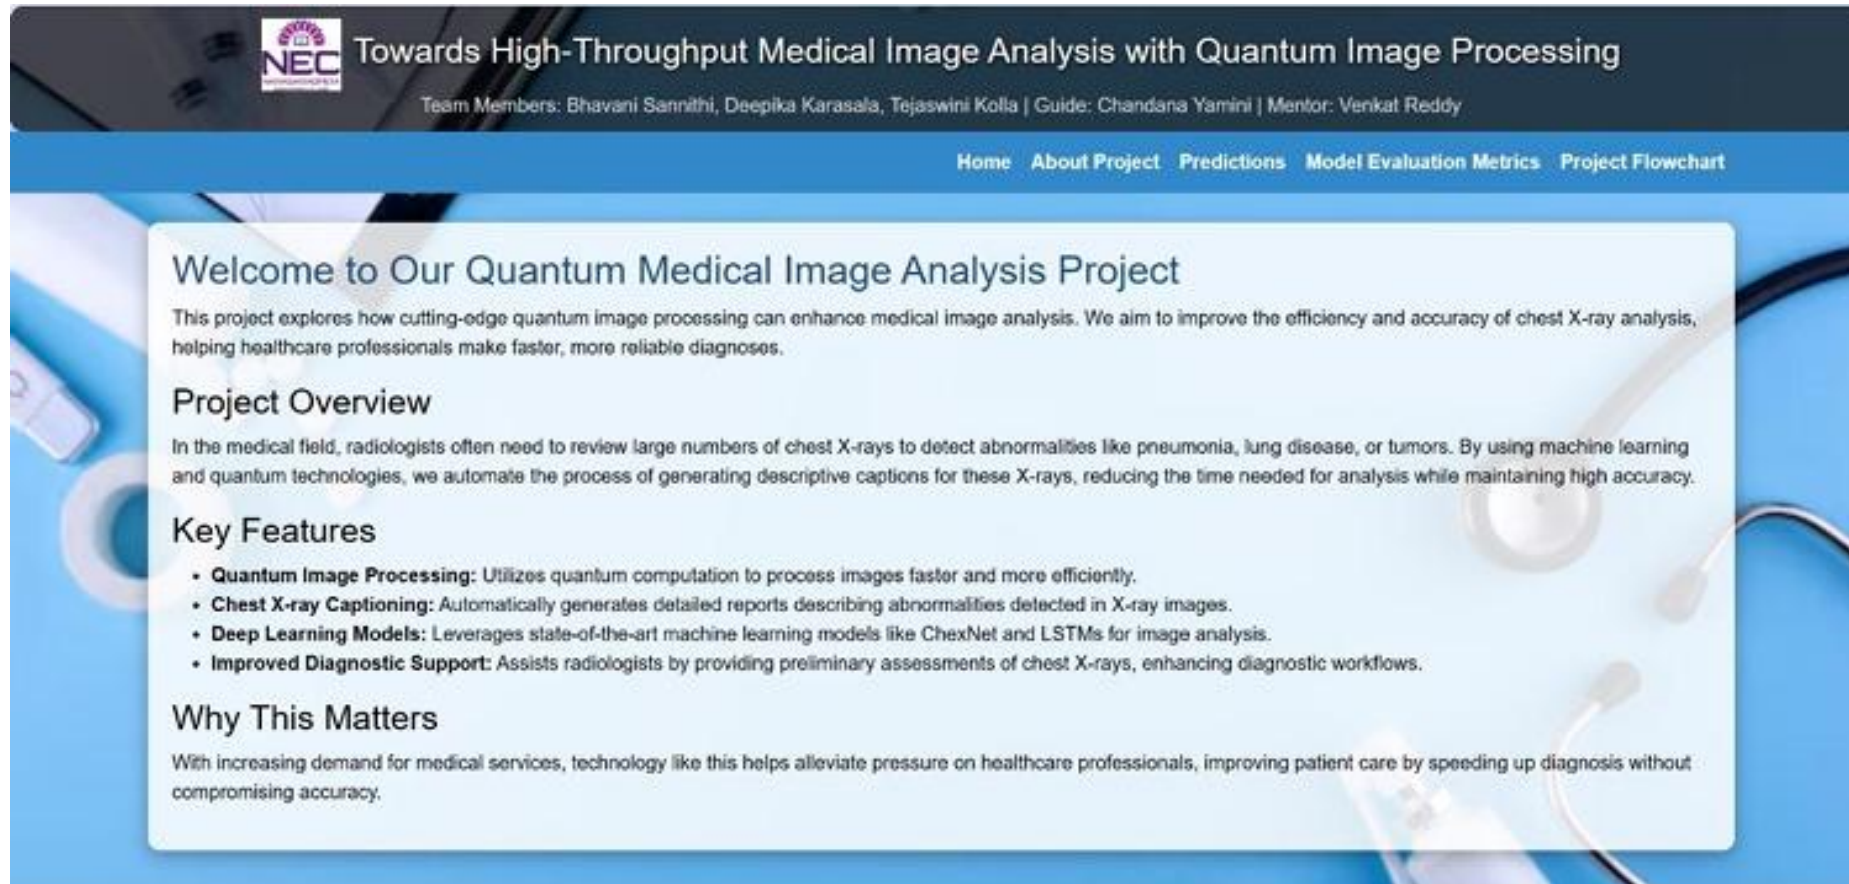 NEC
Towards High-Throughput Medical Image Analysis with Quantum Image Processing
Team Members: Bhavani Sannithi, Deepika Karasala, Tejaswini Kolla | Guide: Chandana Yamini | Mentor: Venkat Reddy
Home About Project Predictions Model Evaluation Metrics Project Flowchart
Welcome to Our Quantum Medical Image Analysis Project
This project explores how cutting-edge quantum image processing can enhance medical image analysis. We aim to improve the efficiency and accuracy of chest X-ray analysis,
helping healthcare professionals make faster, more reliable diagnoses.
Project Overview
In the medical field, radiologists often need to review large numbers of chest X-rays to detect abnormalities like pneumonia, lung disease, or tumors. By using machine learning
and quantum technologies, we automate the process of generating descriptive captions for these X-rays, reducing the time needed for analysis while maintaining high accuracy.
Key Features
• Quantum Image Processing: Utilizes quantum computation to process images faster and more efficiently.
• Chest X-ray Captioning: Automatically generates detailed reports describing abnormalities detected in X-ray images.
• Deep Learning Models: Leverages state-of-the-art machine learning models like ChexNet and LSTMs for image analysis.
• Improved Diagnostic Support: Assists radiologists by providing preliminary assessments of chest X-rays, enhancing diagnostic workflows.
Why This Matters
With increasing demand for medical services, technology like this helps alleviate pressure on healthcare professionals, improving patient care by speeding up diagnosis without
compromising accuracy.